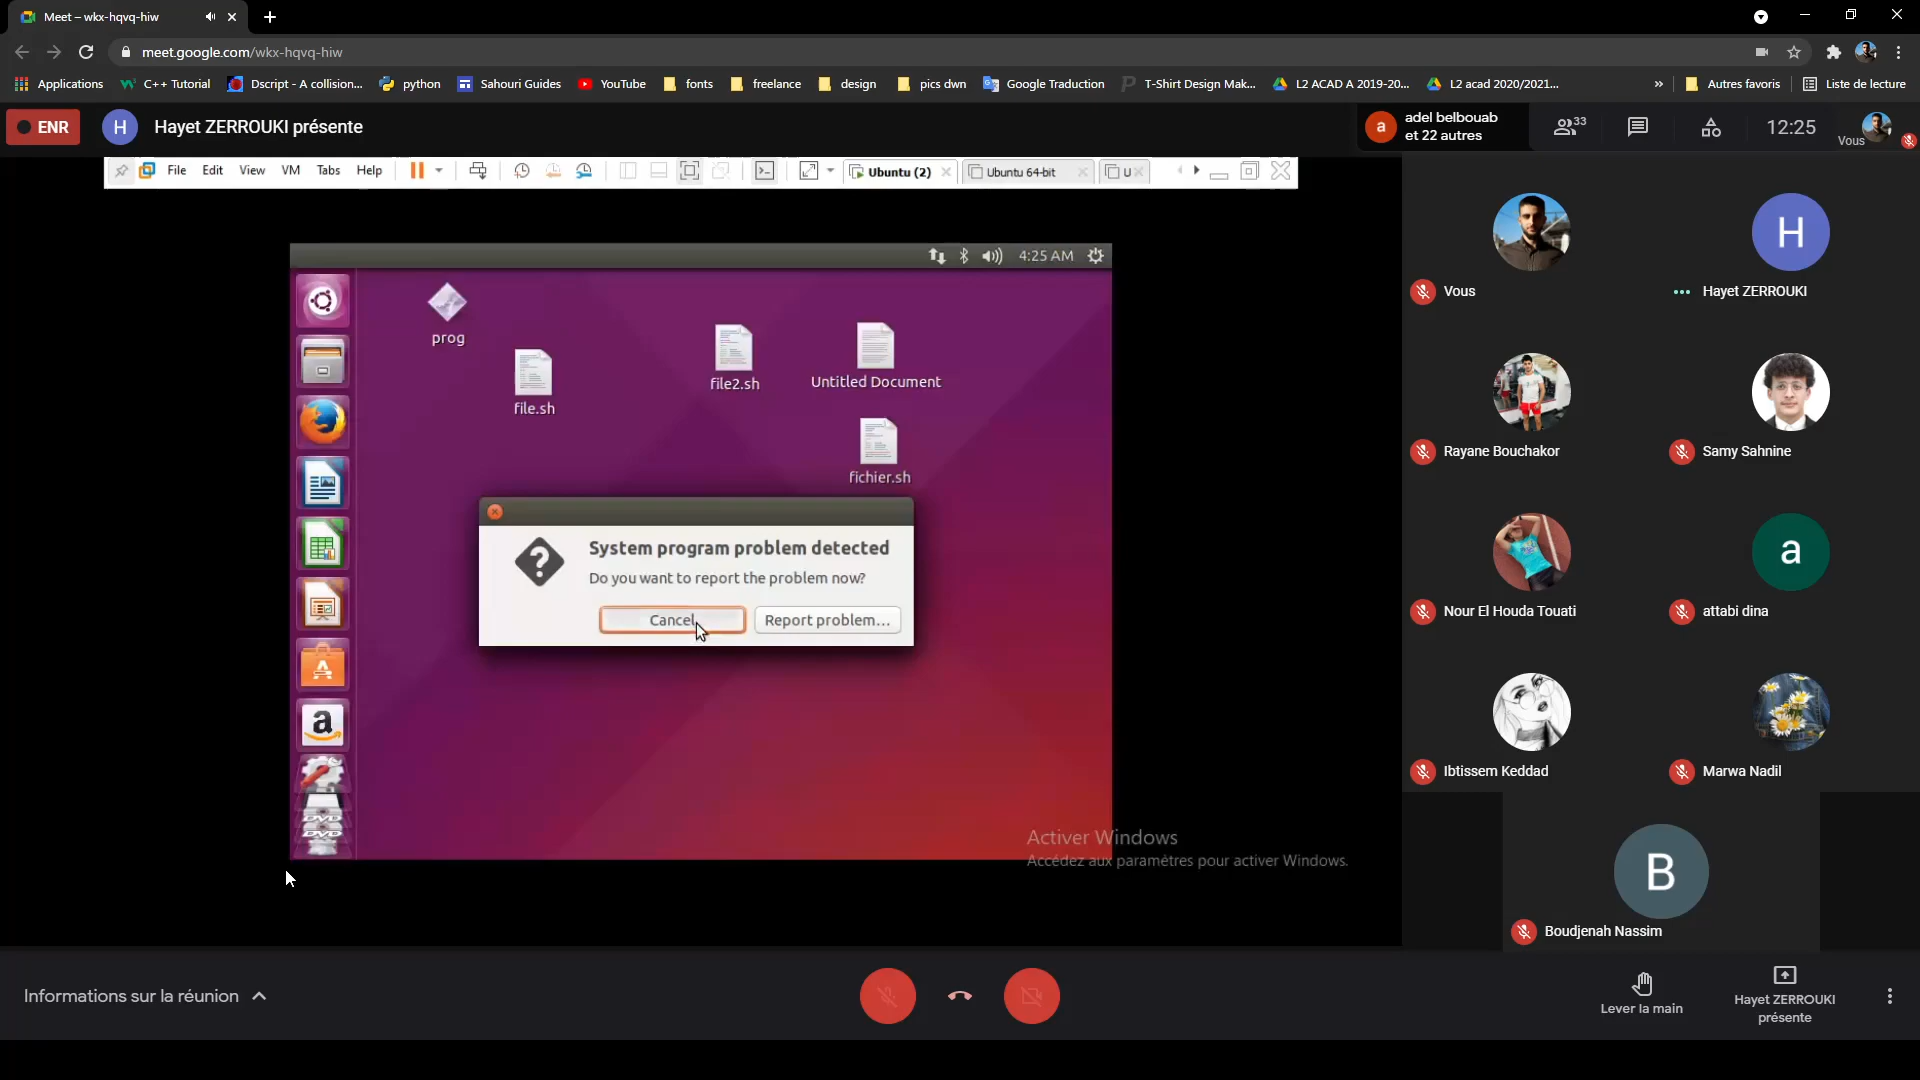 Meet – wkx-hqvq-hiw
meet.google.com/wkx-hqvq-hiw
Applications
C++ Tutorial
Dscript - A collision...
python
Sahouri Guides
YouTube
fonts
freelance
design
pics dwn
Google Traduction
T-Shirt Design Mak...
L2 ACAD A 2019-20...
L2 acad 2020/2021...
»
Autres favoris
Liste de lecture
ENR
H
Hayet ZERROUKI présente
a
adel belbouab
et 22 autres
33
12:25
Vous
File
Edit
View
VM
Tabs
Help
Ubuntu (2)
Ubuntu 64-bit
U
4:25 AM
prog
file.sh
file2.sh
Untitled Document
fichier.sh
System program problem detected
Do you want to report the problem now?
Cancel
Report problem...
DVD
DVD
Activer Windows
Accédez aux paramètres pour activer Windows.
Vous
H
Hayet ZERROUKI
Rayane Bouchakor
Samy Sahnine
Nour El Houda Touati
a
attabi dina
Ibtissem Keddad
Marwa Nadil
B
Boudjenah Nassim
Informations sur la réunion
Lever la main
Hayet ZERROUKI
présente